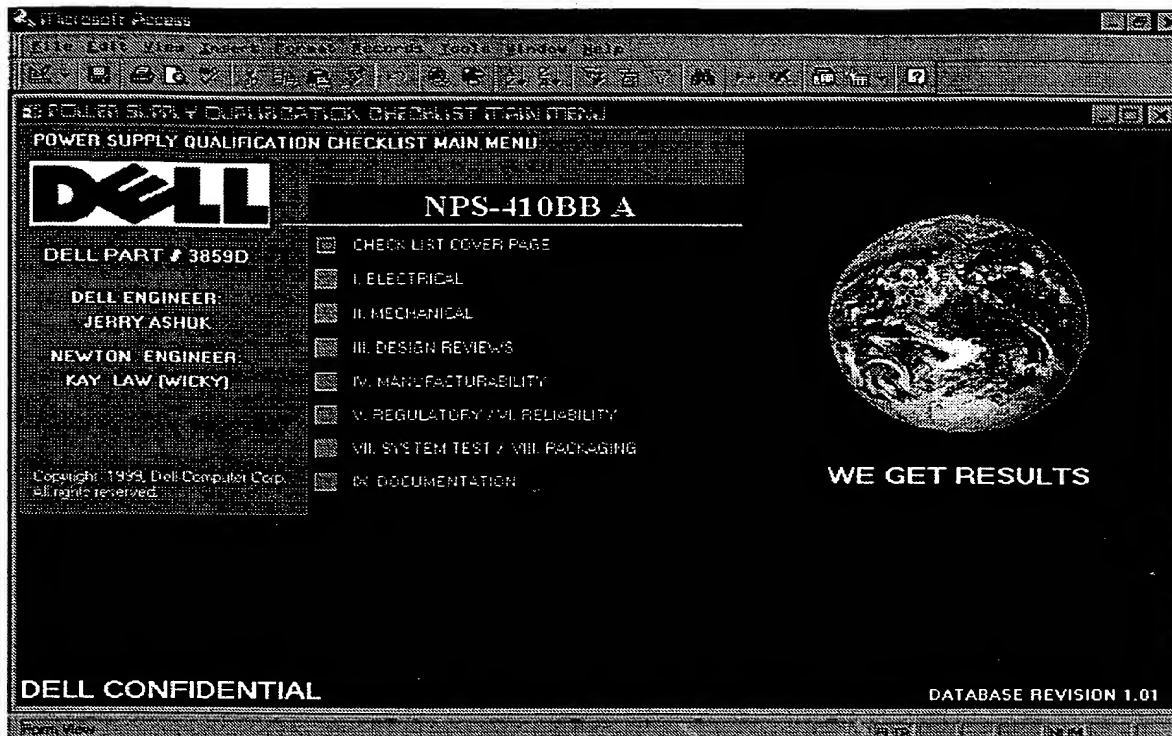 Microsoft Access
File Edit View Insert Format Records Tools Window Help
POWER SUPPLY QUALIFICATION CHECKLIST MAIN MENU
POWER SUPPLY QUALIFICATION CHECKLIST MAIN MENU
DELL
NPS-410BB A
DELL PART # 3859D
DELL ENGINEER:
JERRY ASHUK
NEWTON ENGINEER:
KAY LAW (WICKY)
Copyright 1999, Dell Computer Corp.
All rights reserved.
CHECK LIST COVER PAGE
I. ELECTRICAL
II. MECHANICAL
III. DESIGN REVIEWS
IV. MANUFACTURABILITY
V. REGULATORY / VI. RELIABILITY
VII. SYSTEM TEST / VIII. PACKAGING
IX. DOCUMENTATION
WE GET RESULTS
DELL CONFIDENTIAL
DATABASE REVISION 1.01
Form View
NUM